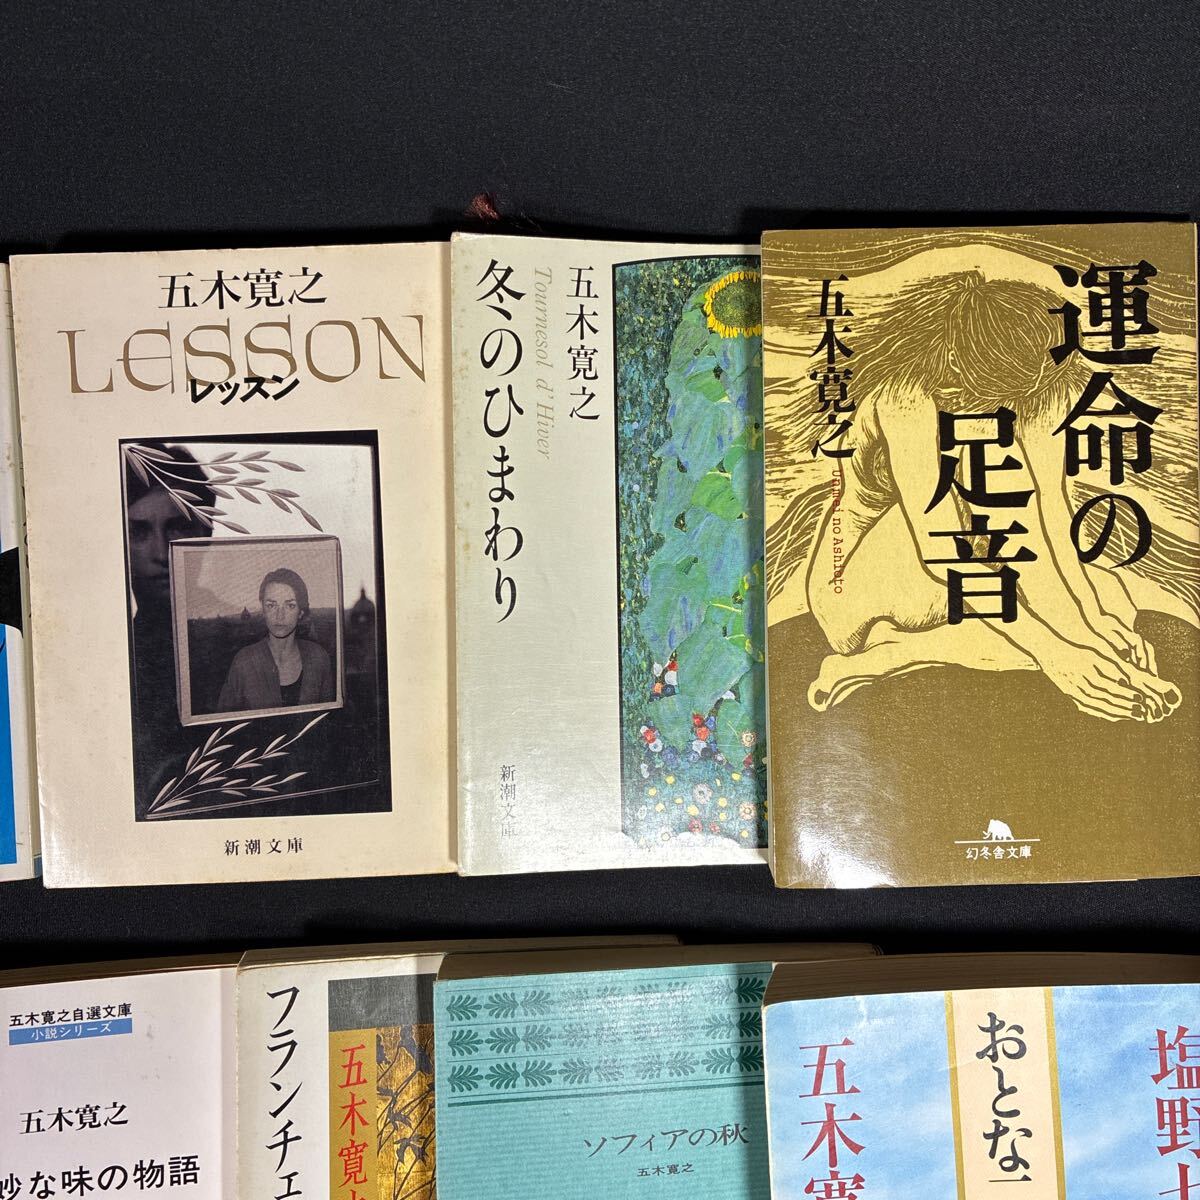 五木寛之
LESSON
レッスン
新潮文庫
冬のひまわり
Tournesol d'Hiver
五木寛之
新潮文庫
運命の
足音
五木寛之
Unmei no Ashioto
幻冬舎文庫
五木寛之自選文庫
小説シリーズ
五木寛之
妙な味の物語
フランチェ
五木寛
ソフィアの秋
五木寛之
五木寛
おとな
塩野